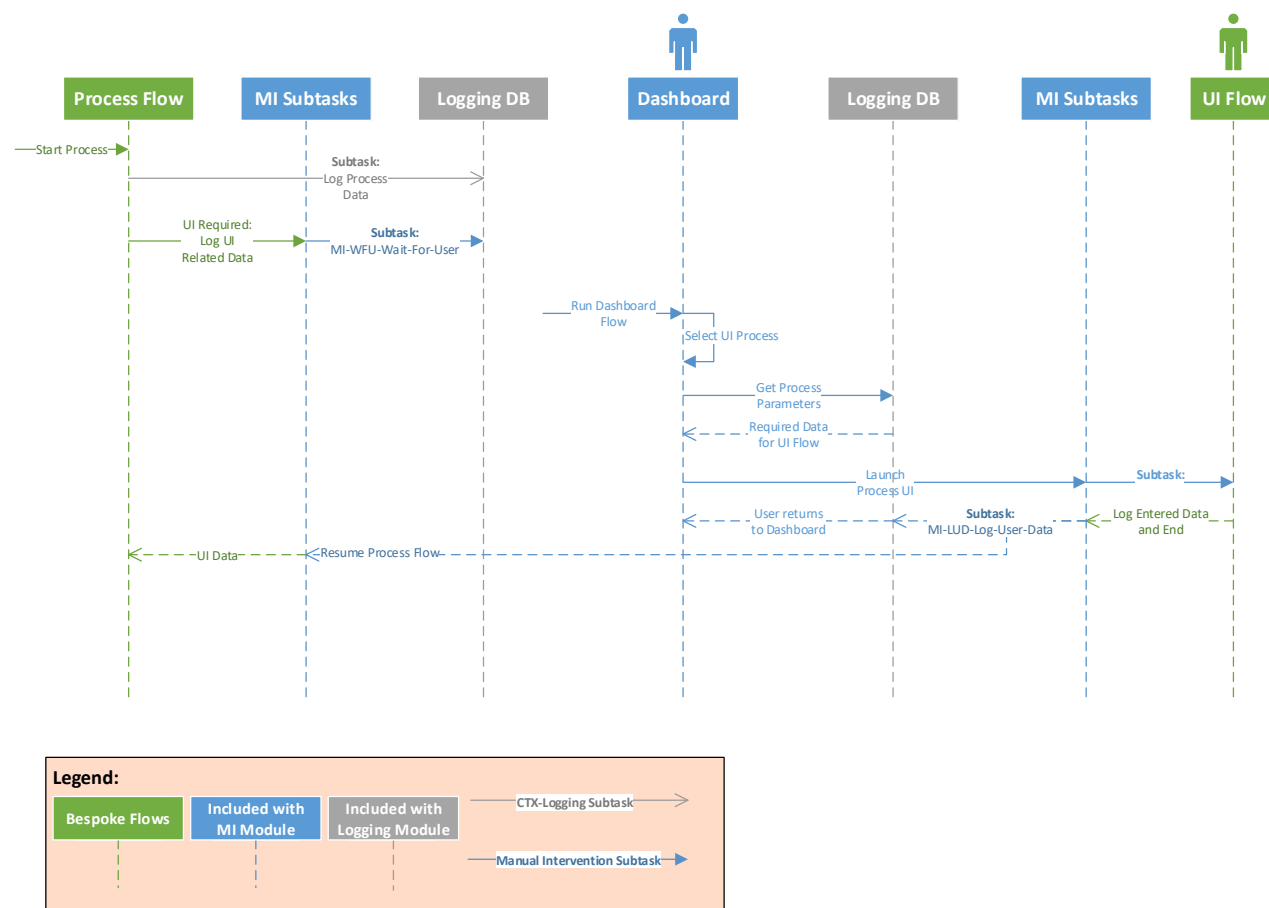 Process Flow
MI Subtasks
Logging DB
Dashboard
Logging DB
MI Subtasks
UI Flow
Start Process
Subtask:
Log Process
Data
UI Required:
Log UI
Related Data
Subtask:
MI-WFU-Wait-For-User
Run Dashboard
Flow
Select UI Process
Get Process
Parameters
Required Data
for UI Flow
Launch
Process UI
Subtask:
User returns
to Dashboard
Subtask:
MI-LUD-Log-User-Data
Log Entered Data
and End
UI Data
Resume Process Flow
Legend:
Bespoke Flows
Included with
MI Module
Included with
Logging Module
CTX-Logging Subtask
Manual Intervention Subtask